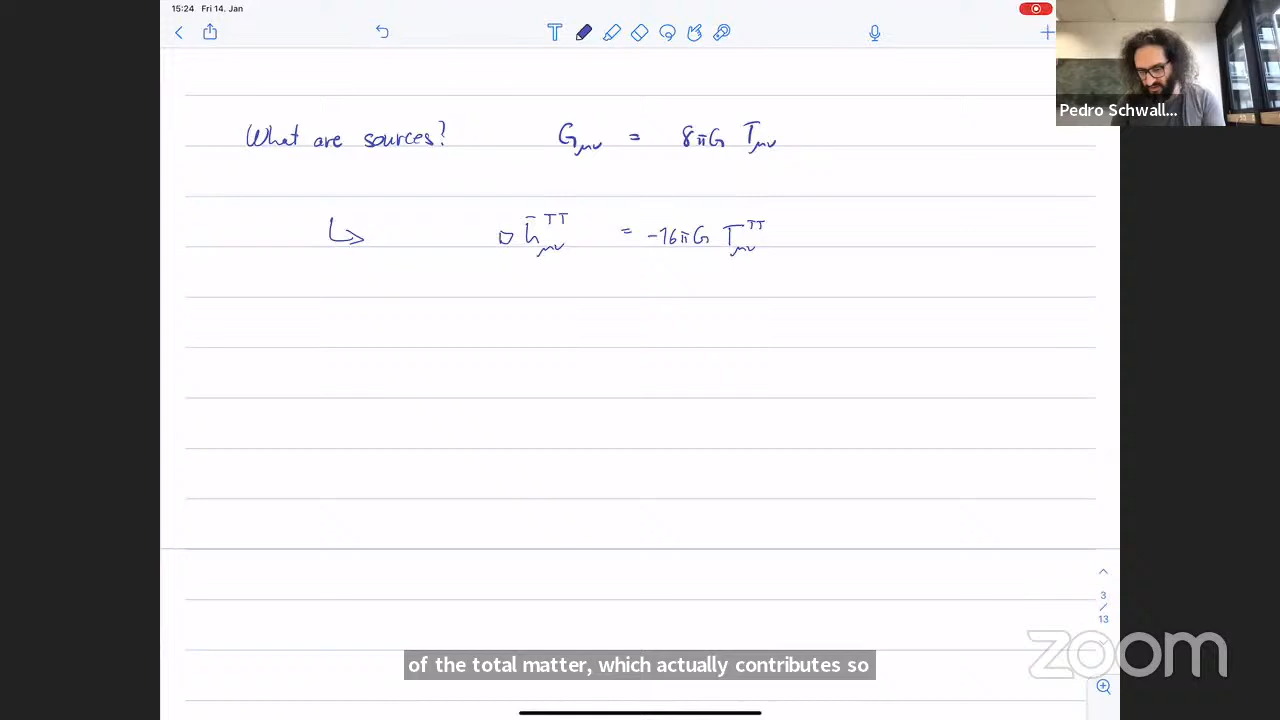 15:24 Fri 14. Jan
Pedro Schwall...
What are sources? G_μν = 8πG T_μν
↳ □ h̄_μν^TT = -16πG T_μν^TT
3
/
13
of the total matter, which actually contributes so
zoom